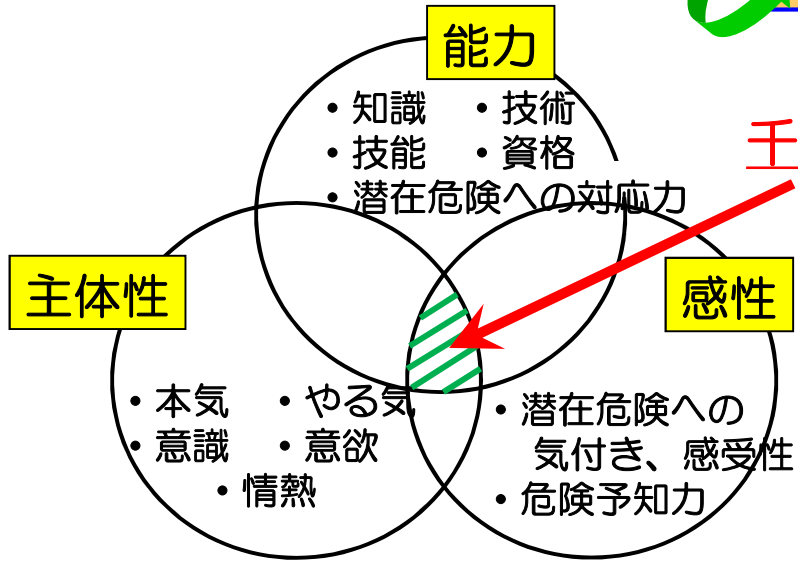 能力
・知識 ・技術
・技能 ・資格
・潜在危険への対応力
主体性
感性
・本気 ・やる気
・意識 ・意欲
・情熱
・潜在危険への
気付き、感受性
・危険予知力